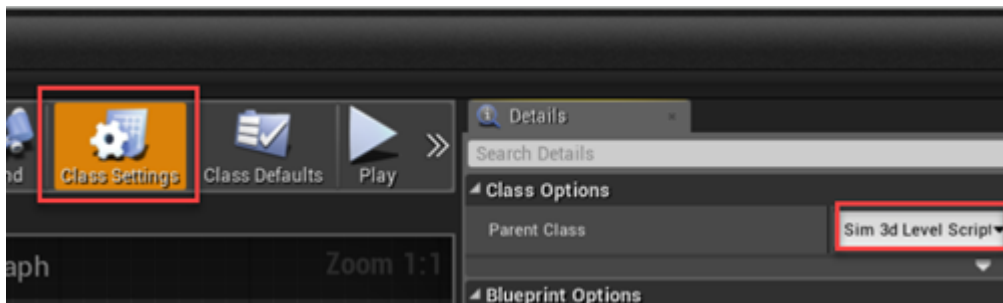 Details
Search Details
nd
Class Settings
Class Defaults
Play
Class Options
Parent Class
Sim 3d Level Script
aph
Zoom 1:1
Blueprint Options